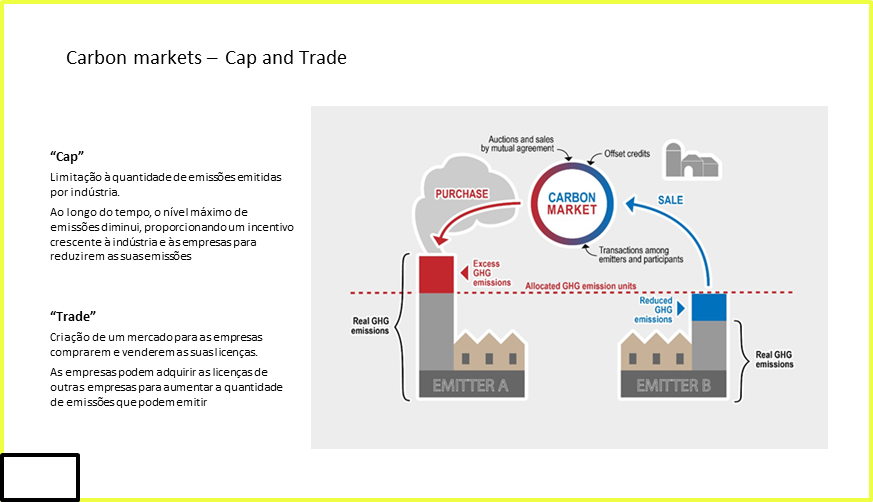 Carbon markets – Cap and Trade
“Cap”
Limitação à quantidade de emissões emitidas
por indústria.
Ao longo do tempo, o nível máximo de
emissões diminui, proporcionando um incentivo
crescente à indústria e às empresas para
reduzirem as suas emissões
“Trade”
Criação de um mercado para as empresas
comprarem e venderem as suas licenças.
As empresas podem adquirir as licenças de
outras empresas para aumentar a quantidade
de emissões que podem emitir
Auctions and sales
by mutual agreement
Offset credits
PURCHASE
CARBON
MARKET
SALE
Transactions among
emitters and participants
Excess
GHG
emissions
Allocated GHG emission units
Reduced
GHG
emissions
Real GHG
emissions
Real GHG
emissions
EMITTER A
EMITTER B